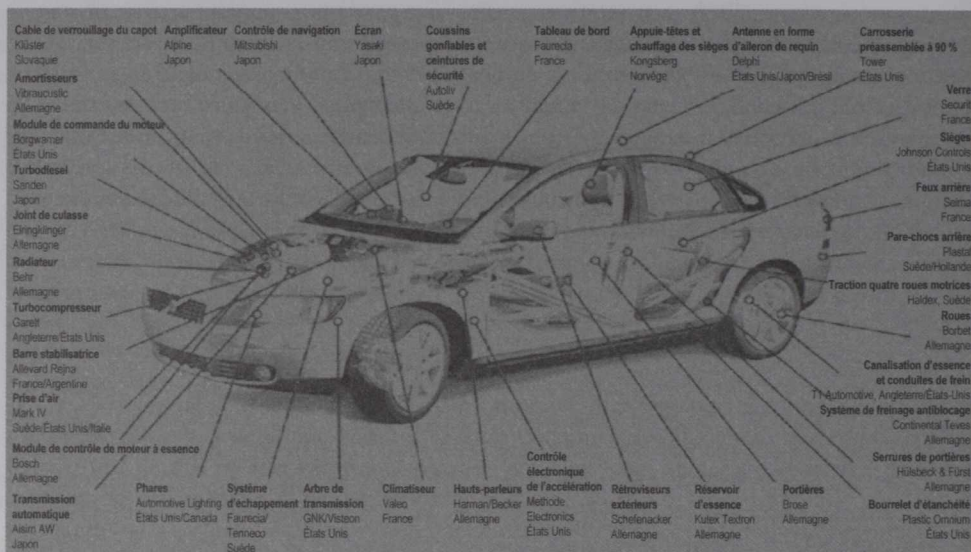 Cable de verrouillage du capot
Klüster
Slovaquie
Amplificateur
Alpine
Japon
Contrôle de navigation
Mitsubishi
Japon
Écran
Yasaki
Japon
Coussins
gonflables et
ceintures de
sécurité
Autoliv
Suède
Tableau de bord
Faurecia
France
Appuie-têtes et
chauffage des sièges
Kongsberg
Norvège
Antenne en forme
d'aileron de requin
Delphi
États Unis/Japon/Brésil
Carrosserie
préassemblée à 90 %
Tower
États Unis
Amortisseurs
Vibraucustic
Allemagne
Module de commande du moteur
Borgwarner
États Unis
Turbodiesel
Sanden
Japon
Joint de culasse
Elringklinger
Allemagne
Radiateur
Behr
Allemagne
Turbocompresseur
Garett
Angleterre/États Unis
Barre stabilisatrice
Allevard Rejna
France/Argentine
Prise d'air
Mark IV
Suède/États Unis/Italie
Module de contrôle de moteur à essence
Bosch
Allemagne
Transmission
automatique
Aisim AW
Japon
Verre
Securit
France
Sièges
Johnson Controls
États Unis
Feux arrière
Seima
France
Pare-chocs arrière
Plastal
Suède/Hollande
Traction quatre roues motrices
Haldex, Suède
Roues
Borbet
Allemagne
Canalisation d'essence
et conduites de frein
T1 Automotive, Angleterre/États-Unis
Système de freinage antiblocage
Continental Teves
Allemagne
Serrures de portières
Hülsbeck & Fürst
Allemagne
Bourrelet d'étanchéité
Plastic Omnium
États Unis
Phares
Automotive Lighting
États Unis/Canada
Système
d'échappement
Faurecia/
Tenneco
Suède
Arbre de
transmission
GNK/Visteon
États Unis
Climatiseur
Valeo
France
Hauts-parleurs
Harman/Becker
Allemagne
Contrôle
électronique
de l'accélération
Methode
Electronics
États Unis
Rétroviseurs
exterieurs
Schefenacker
Allemagne
Réservoir
d'essence
Kutex Textron
Allemagne
Portières
Brose
Allemagne